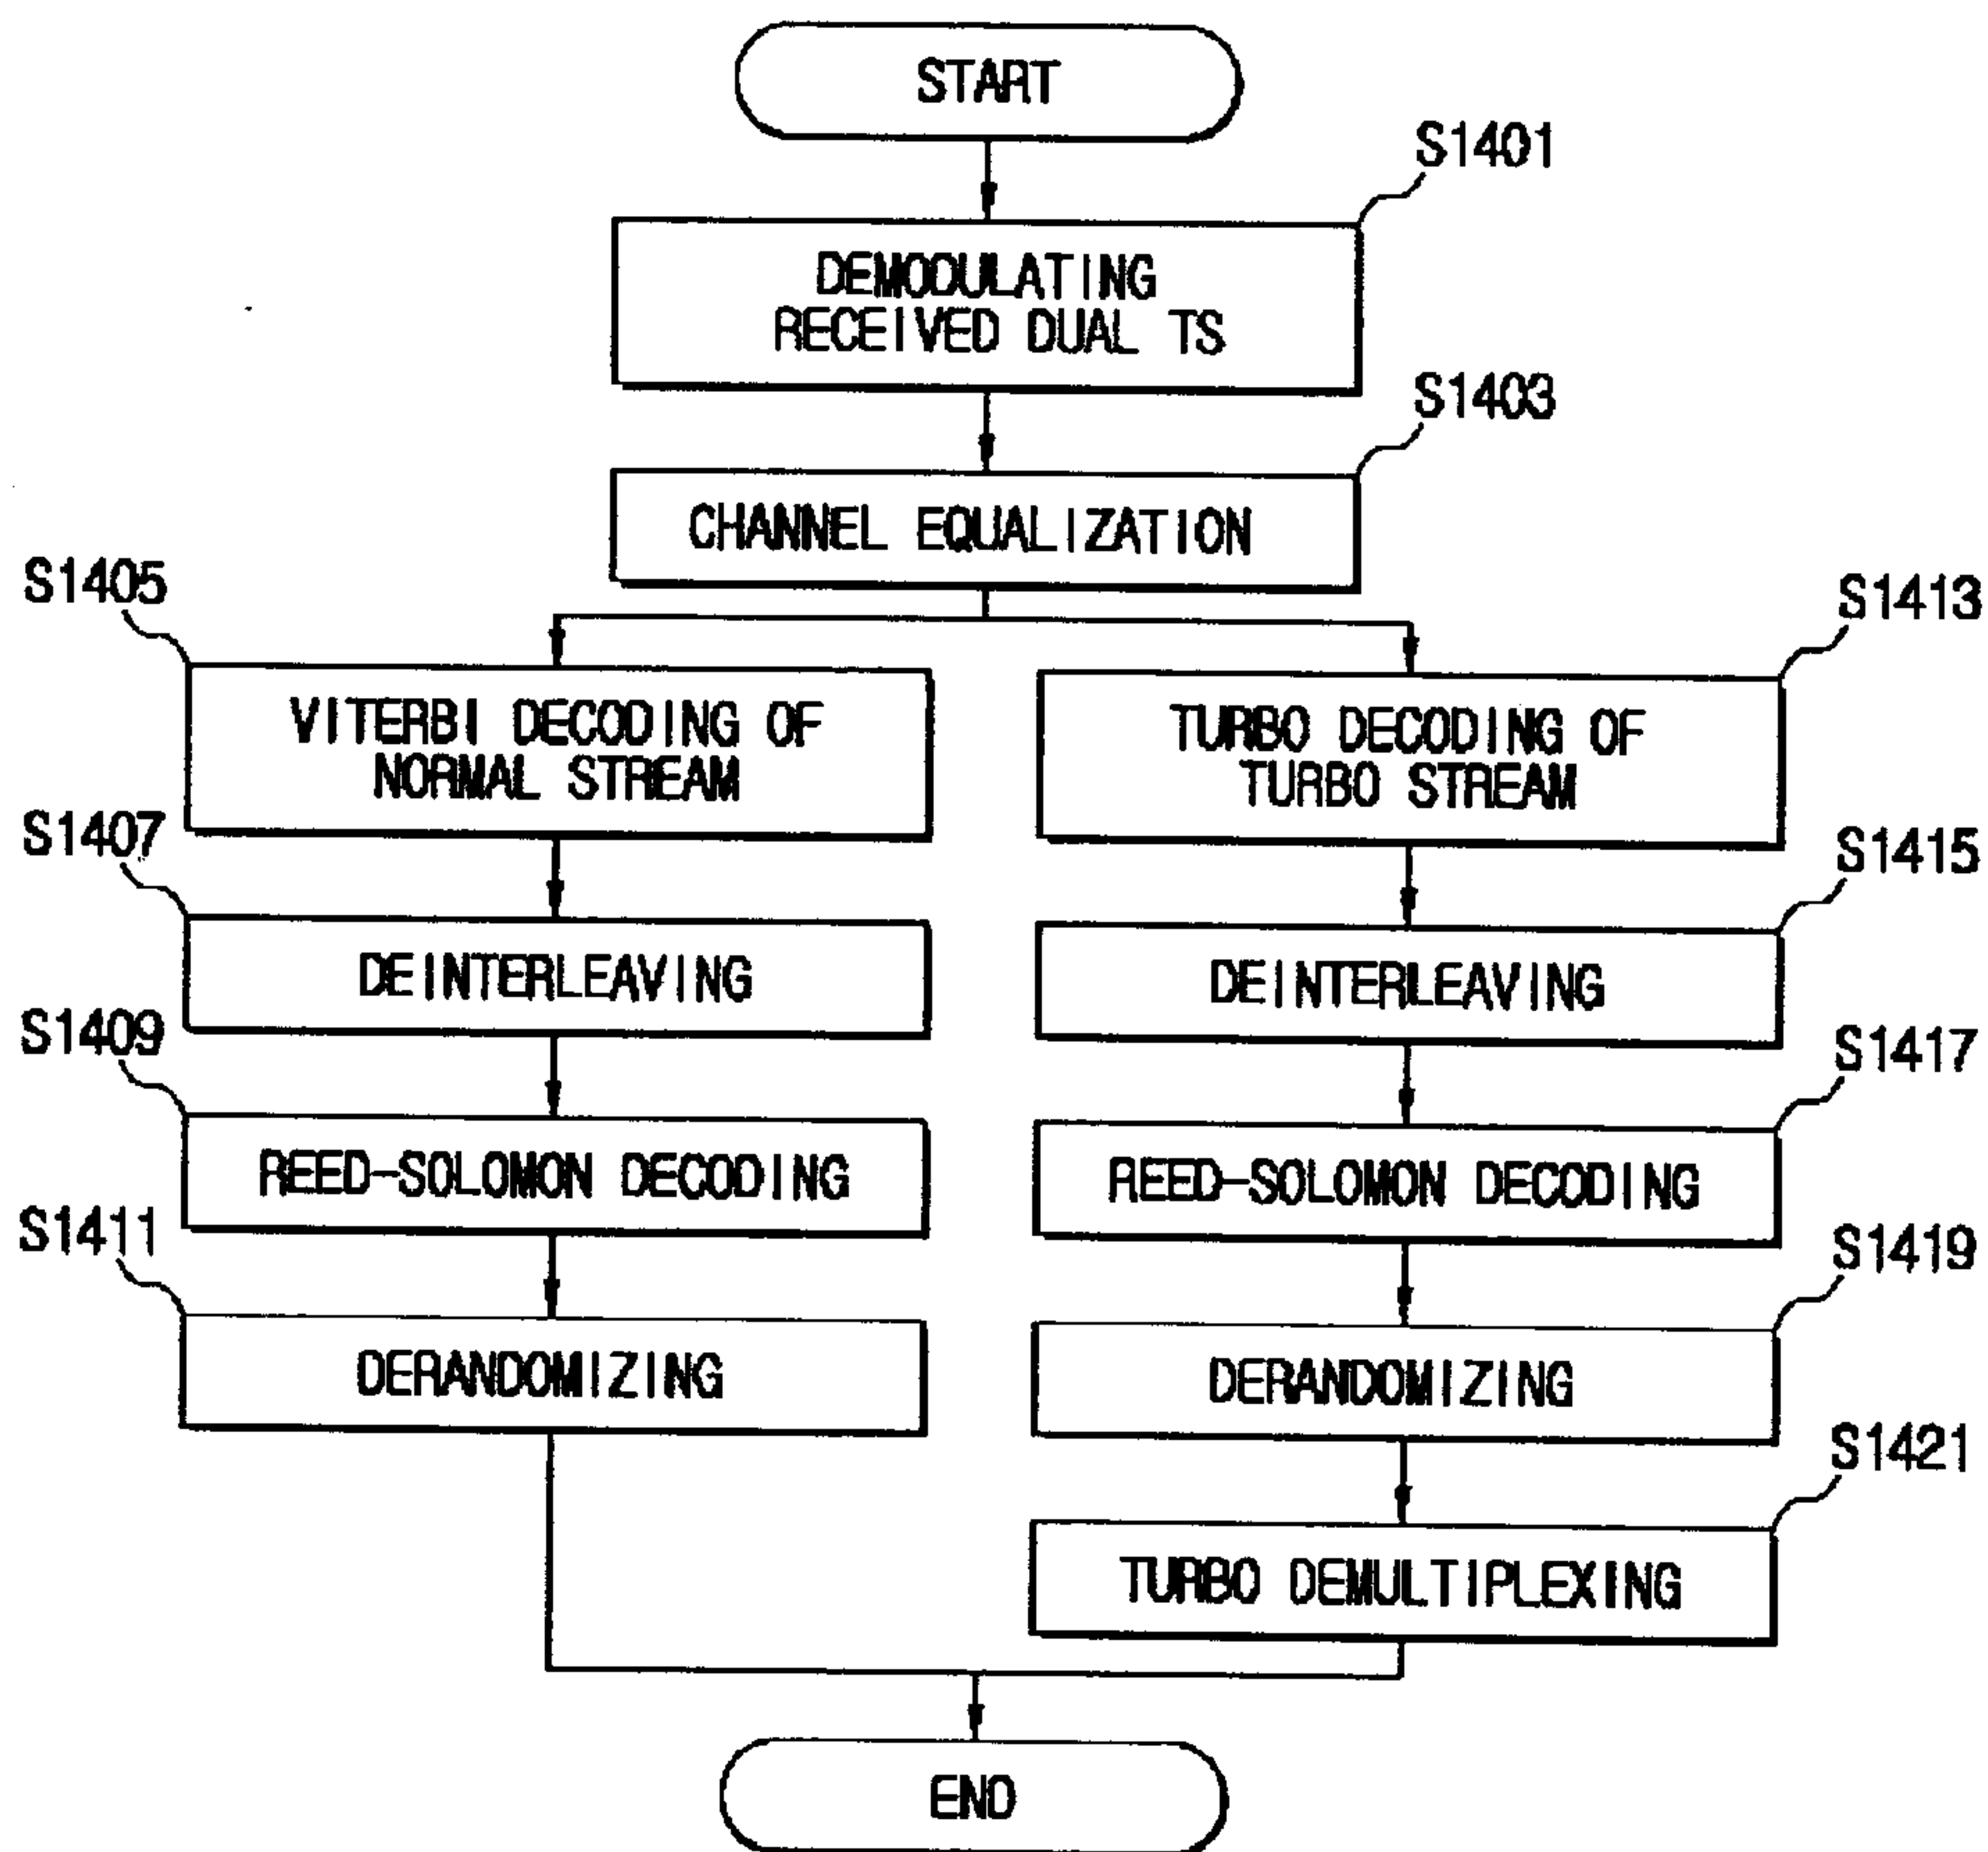 START
S1401
DEMODULATING
RECEIVED DUAL TS
S1403
CHANNEL EQUALIZATION
S1405
VITERBI DECODING OF
NORMAL STREAM
S1407
DEINTERLEAVING
S1409
REED-SOLOMON DECODING
S1411
DERANDOMIZING
S1413
TURBO DECODING OF
TURBO STREAM
S1415
DEINTERLEAVING
S1417
REED-SOLOMON DECODING
S1419
DERANDOMIZING
S1421
TURBO DEMULTIPLEXING
END